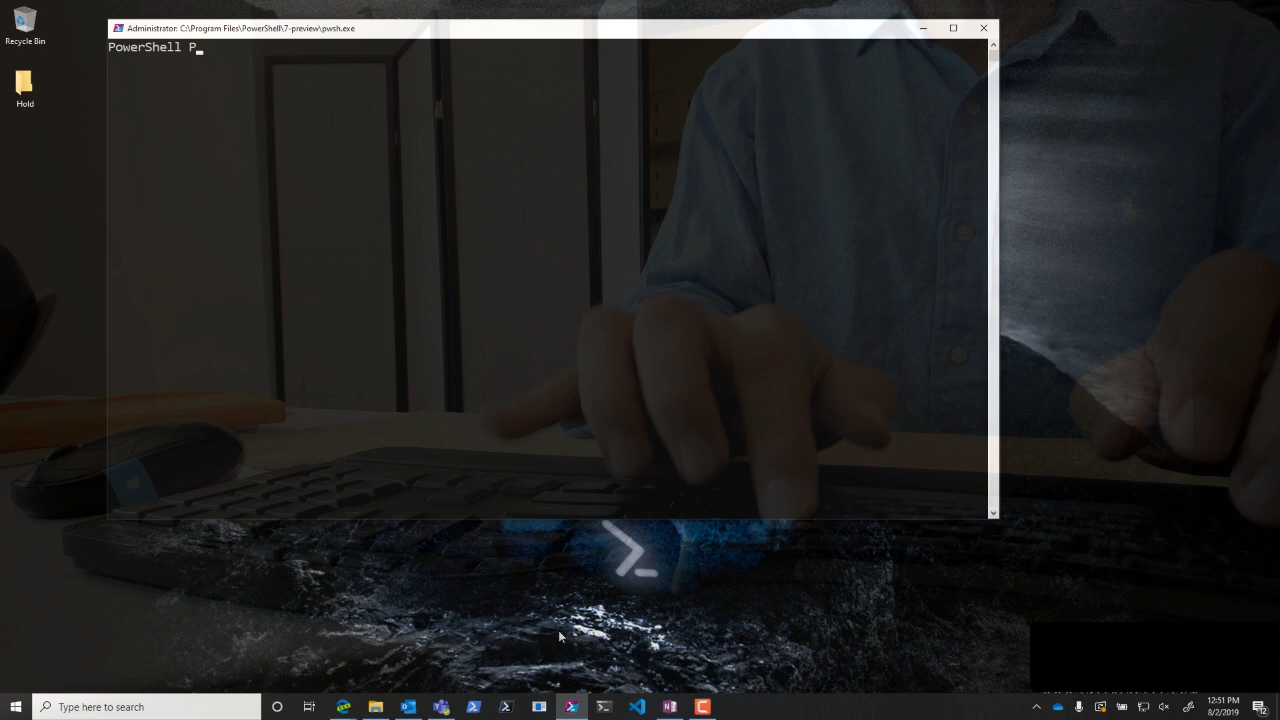 Recycle Bin
Hold
Administrator: C:\Program Files\PowerShell\7-preview\pwsh.exe
PowerShell P
Type here to search
12:51 PM
8/2/2019
12